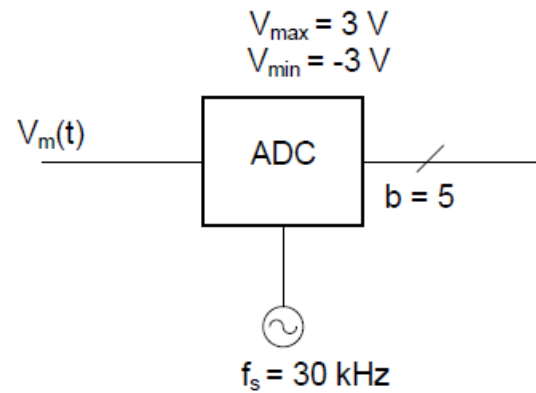 Vmax = 3 V
Vmin = -3 V
Vm(t)
ADC
b = 5
fs = 30 kHz